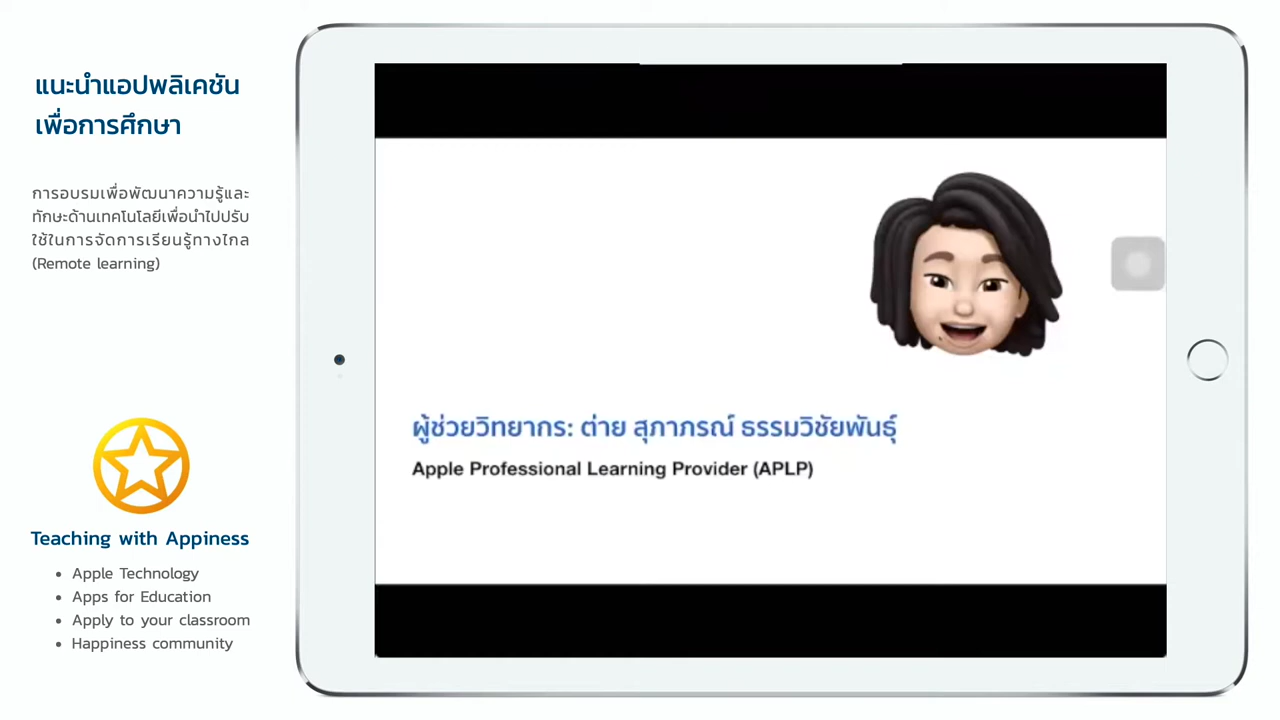 แนะนำแอปพลิเคชัน
เพื่อการศึกษา
การอบรมเพื่อพัฒนาความรู้และ
ทักษะด้านเทคโนโลยีเพื่อนำไปปรับ
ใช้ในการจัดการเรียนรู้ทางไกล
(Remote learning)
Teaching with Appiness
• Apple Technology
• Apps for Education
• Apply to your classroom
• Happiness community
ผู้ช่วยวิทยากร: ต่าย สุภาภรณ์ ธรรมวิชัยพันธุ์
Apple Professional Learning Provider (APLP)